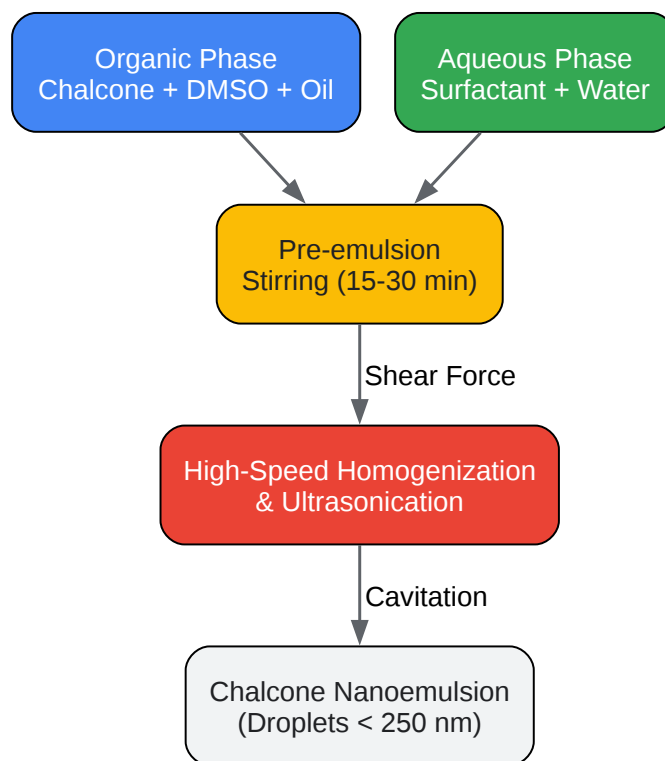 Organic Phase
Chalcone + DMSO + Oil
Aqueous Phase
Surfactant + Water
Pre-emulsion
Stirring (15-30 min)
Shear Force
High-Speed Homogenization
& Ultrasonication
Cavitation
Chalcone Nanoemulsion
(Droplets < 250 nm)